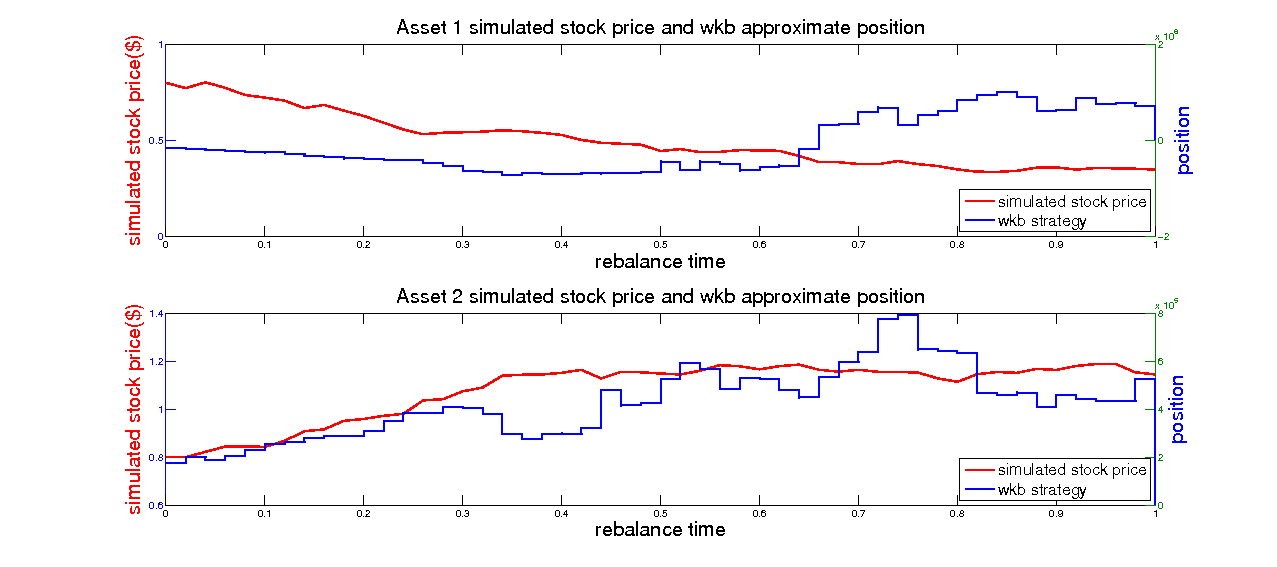 Asset 1 simulated stock price and wkb approximate position
simulated stock price($)
1
0.5
0
2
0
-2
position
simulated stock price
wkb strategy
0 0.1 0.2 0.3 0.4 0.5 0.6 0.7 0.8 0.9 1
rebalance time
Asset 2 simulated stock price and wkb approximate position
simulated stock price($)
1.4
1.2
1
0.8
0.6
8
6
4
2
0
position
simulated stock price
wkb strategy
0 0.1 0.2 0.3 0.4 0.5 0.6 0.7 0.8 0.9 1
rebalance time